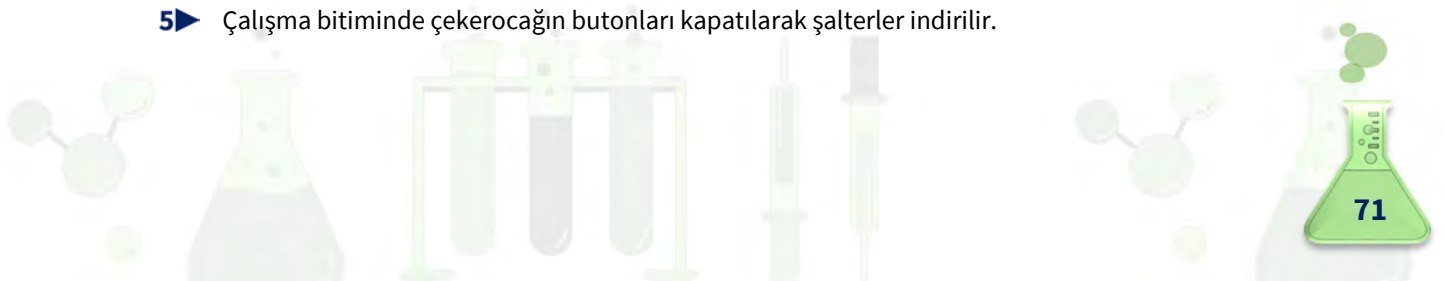 5▶ Çalışma bitiminde çekerocağın butonları kapatılarak şalterler indirilir.
71